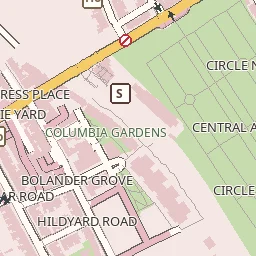 CIRCLE N
S
RESS PLACE
IE YARD
COLUMBIA GARDENS
CENTRAL A
BOLANDER GROVE
CIRCLE
AR ROAD
HILDYARD ROAD